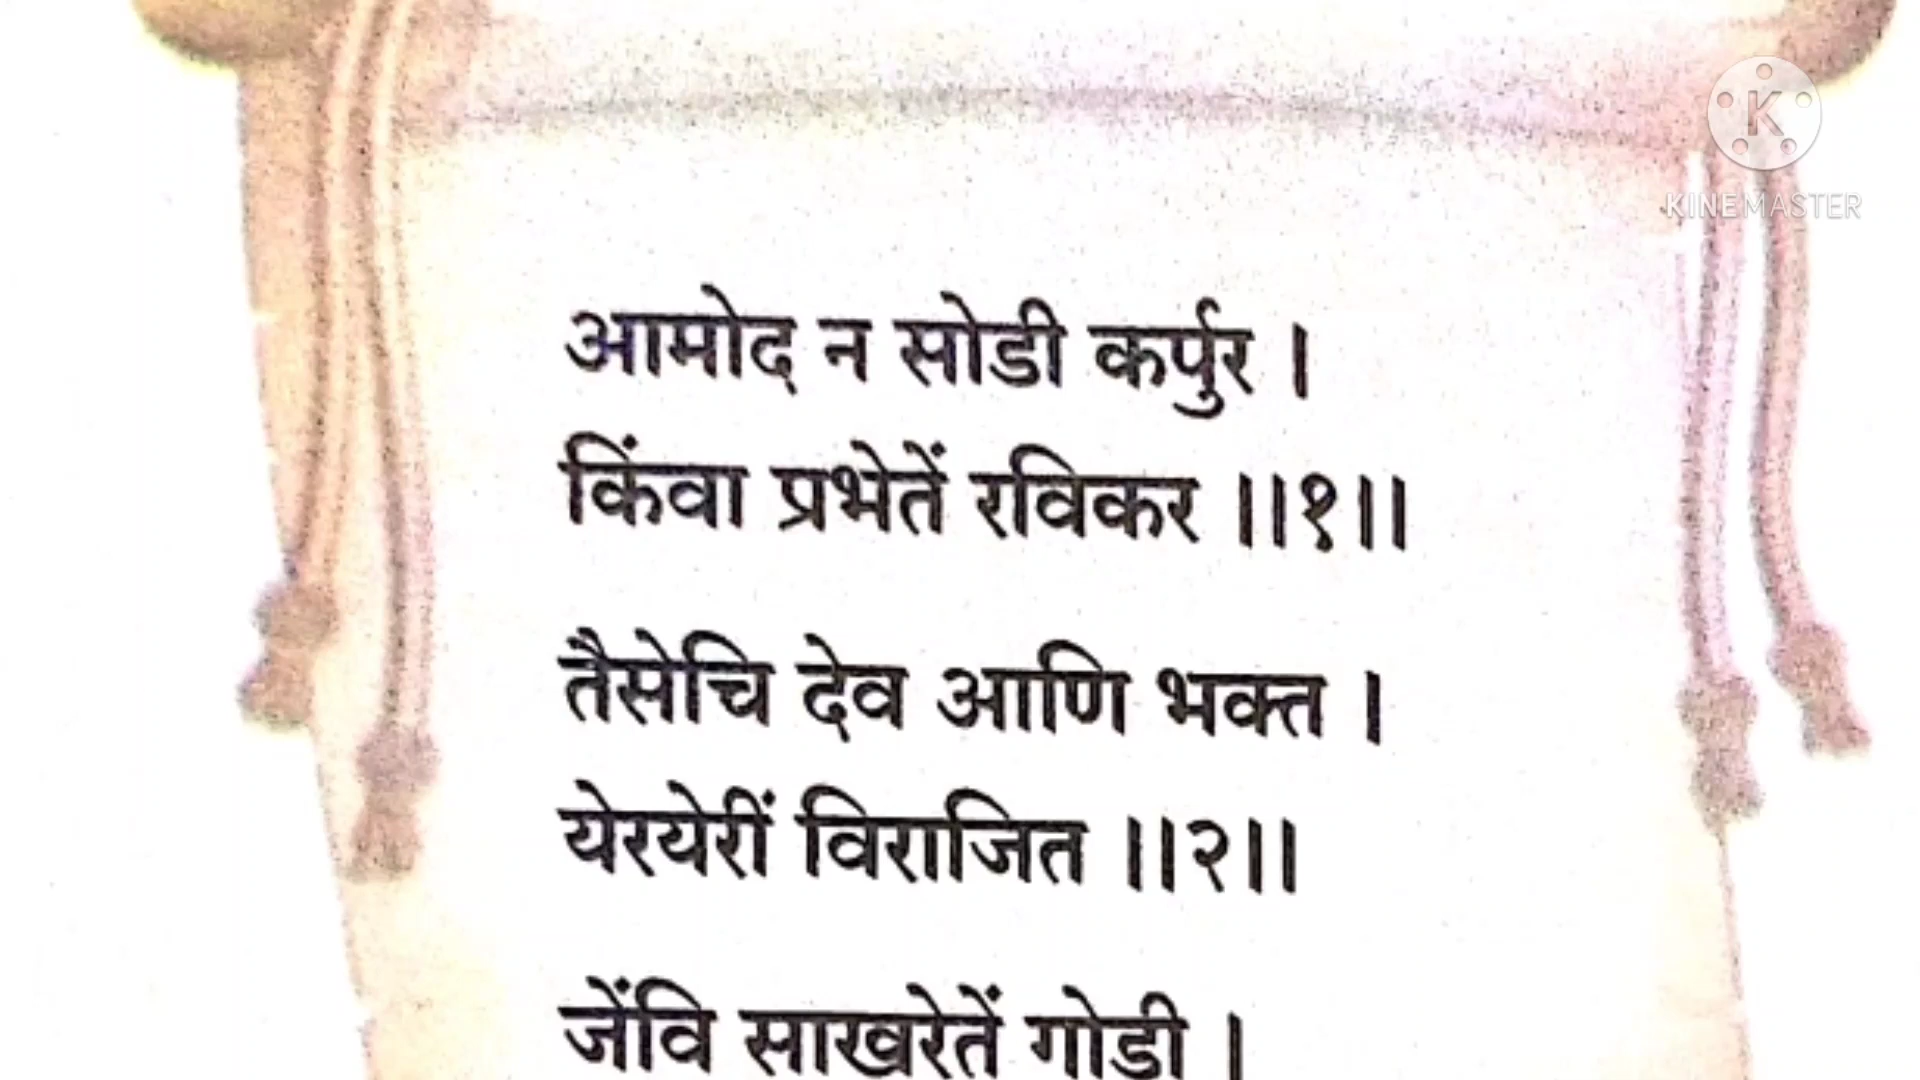 KINEMASTER
आमोद न सोडी कर्पुर ।
किंवा प्रभेतें रविकर ।।१।।
तैसेचि देव आणि भक्त ।
येरयेरीं विराजित ।।२।।
जेंवि साखरेतें गोडी ।